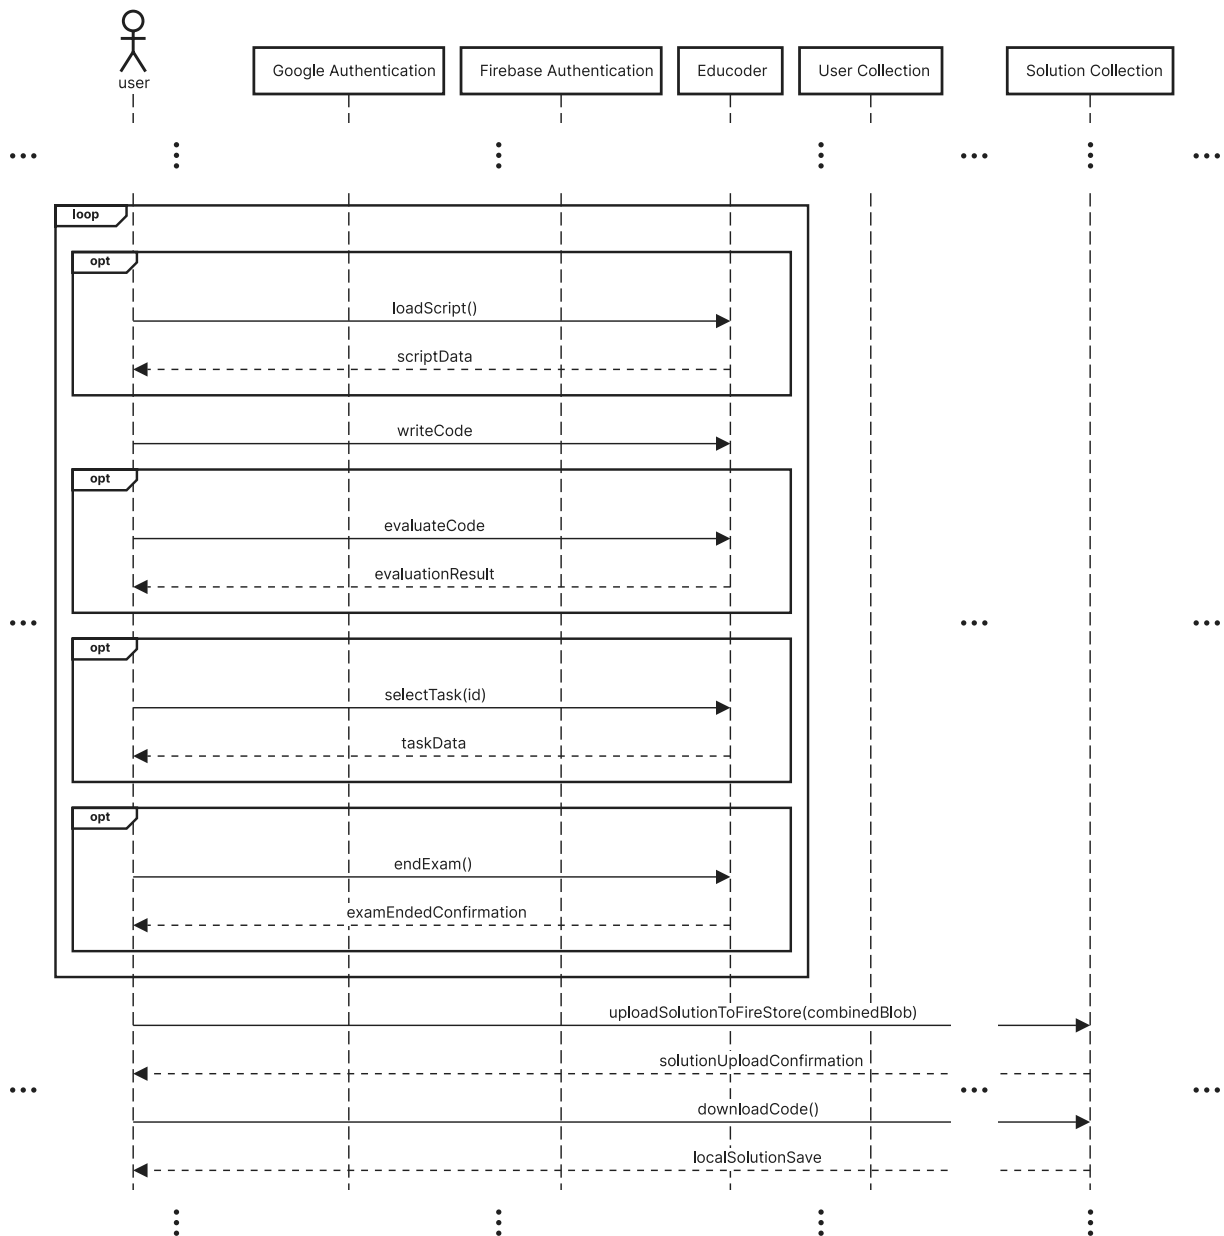 user
Google Authentication
Firebase Authentication
Educoder
User Collection
Solution Collection
loop
opt
loadScript()
scriptData
writeCode
opt
evaluateCode
evaluationResult
opt
selectTask(id)
taskData
opt
endExam()
examEndedConfirmation
uploadSolutionToFireStore(combinedBlob)
solutionUploadConfirmation
downloadCode()
localSolutionSave